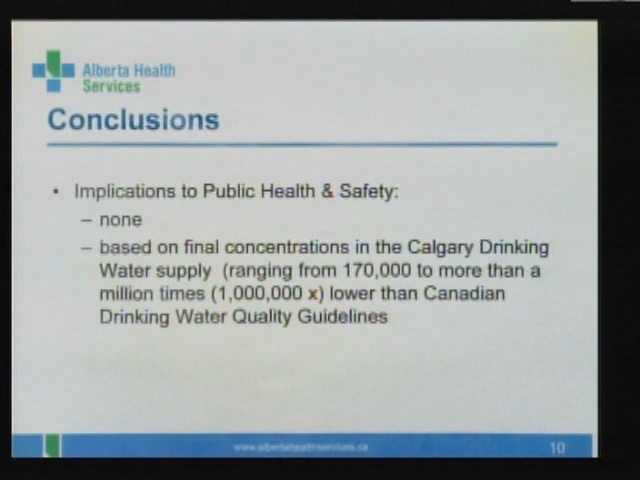 Alberta Health
Services
Conclusions
• Implications to Public Health & Safety:
– none
– based on final concentrations in the Calgary Drinking
Water supply (ranging from 170,000 to more than a
million times (1,000,000 x) lower than Canadian
Drinking Water Quality Guidelines
www.albertahealthservices.ca
10